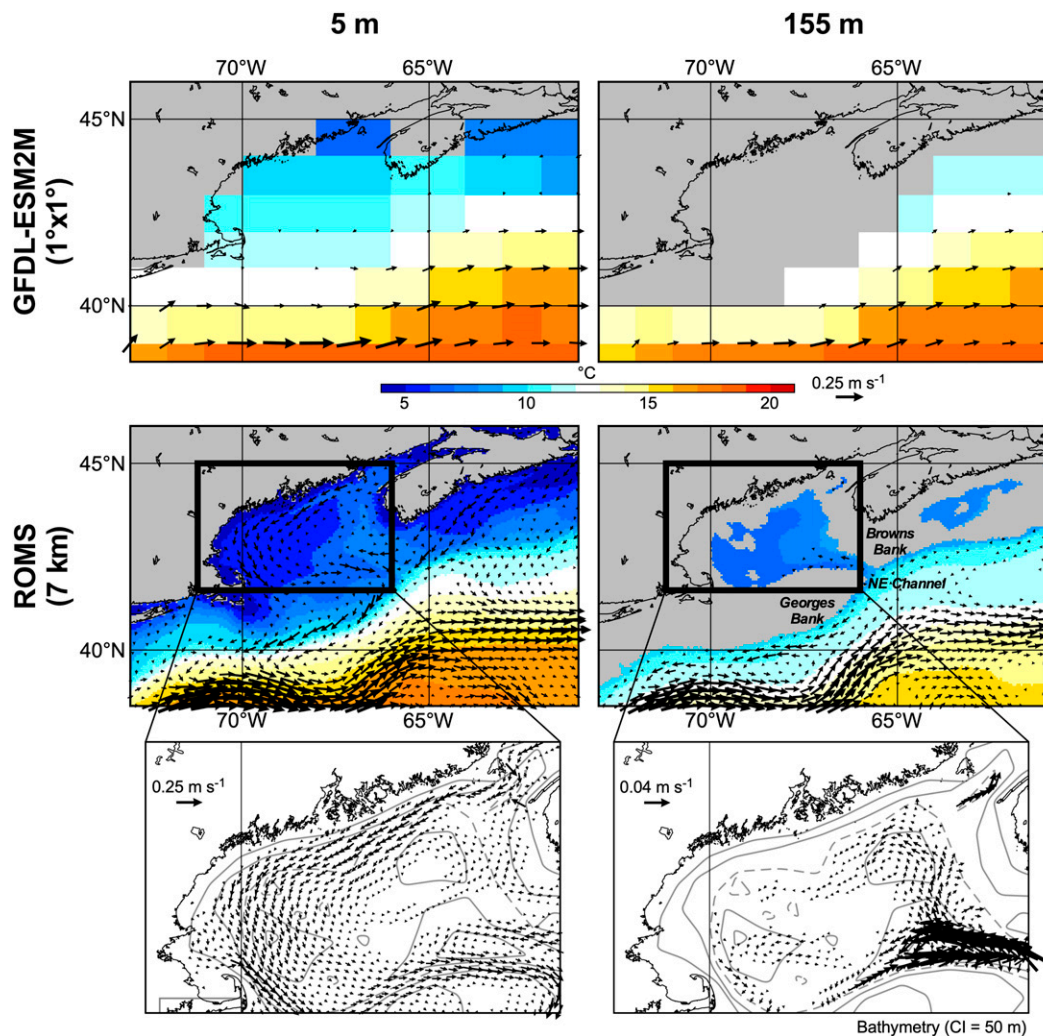 5 m 155 m
70°W 65°W 65°W
GFDL-ESM2M
(1°x1°)
45°N
40°N
°C
5 10 15 20
0.25 m s⁻¹
ROMS
(7 km)
45°N
40°N
Browns
Bank
NE Channel
Georges
Bank
70°W 65°W 70°W 65°W
0.25 m s⁻¹
0.04 m s⁻¹
Bathymetry (CI = 50 m)